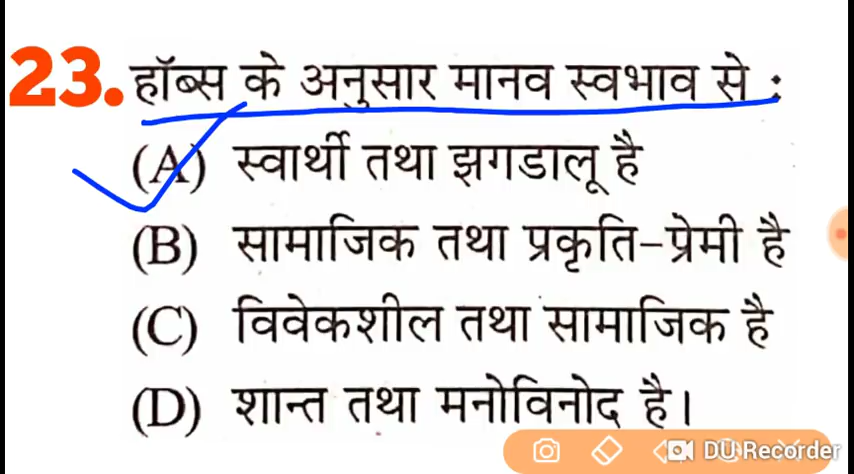 23. हॉब्स के अनुसार मानव स्वभाव से :
(A) स्वार्थी तथा झगडालू है
(B) सामाजिक तथा प्रकृति-प्रेमी है
(C) विवेकशील तथा सामाजिक है
(D) शान्त तथा मनोविनोद है।
DU Recorder